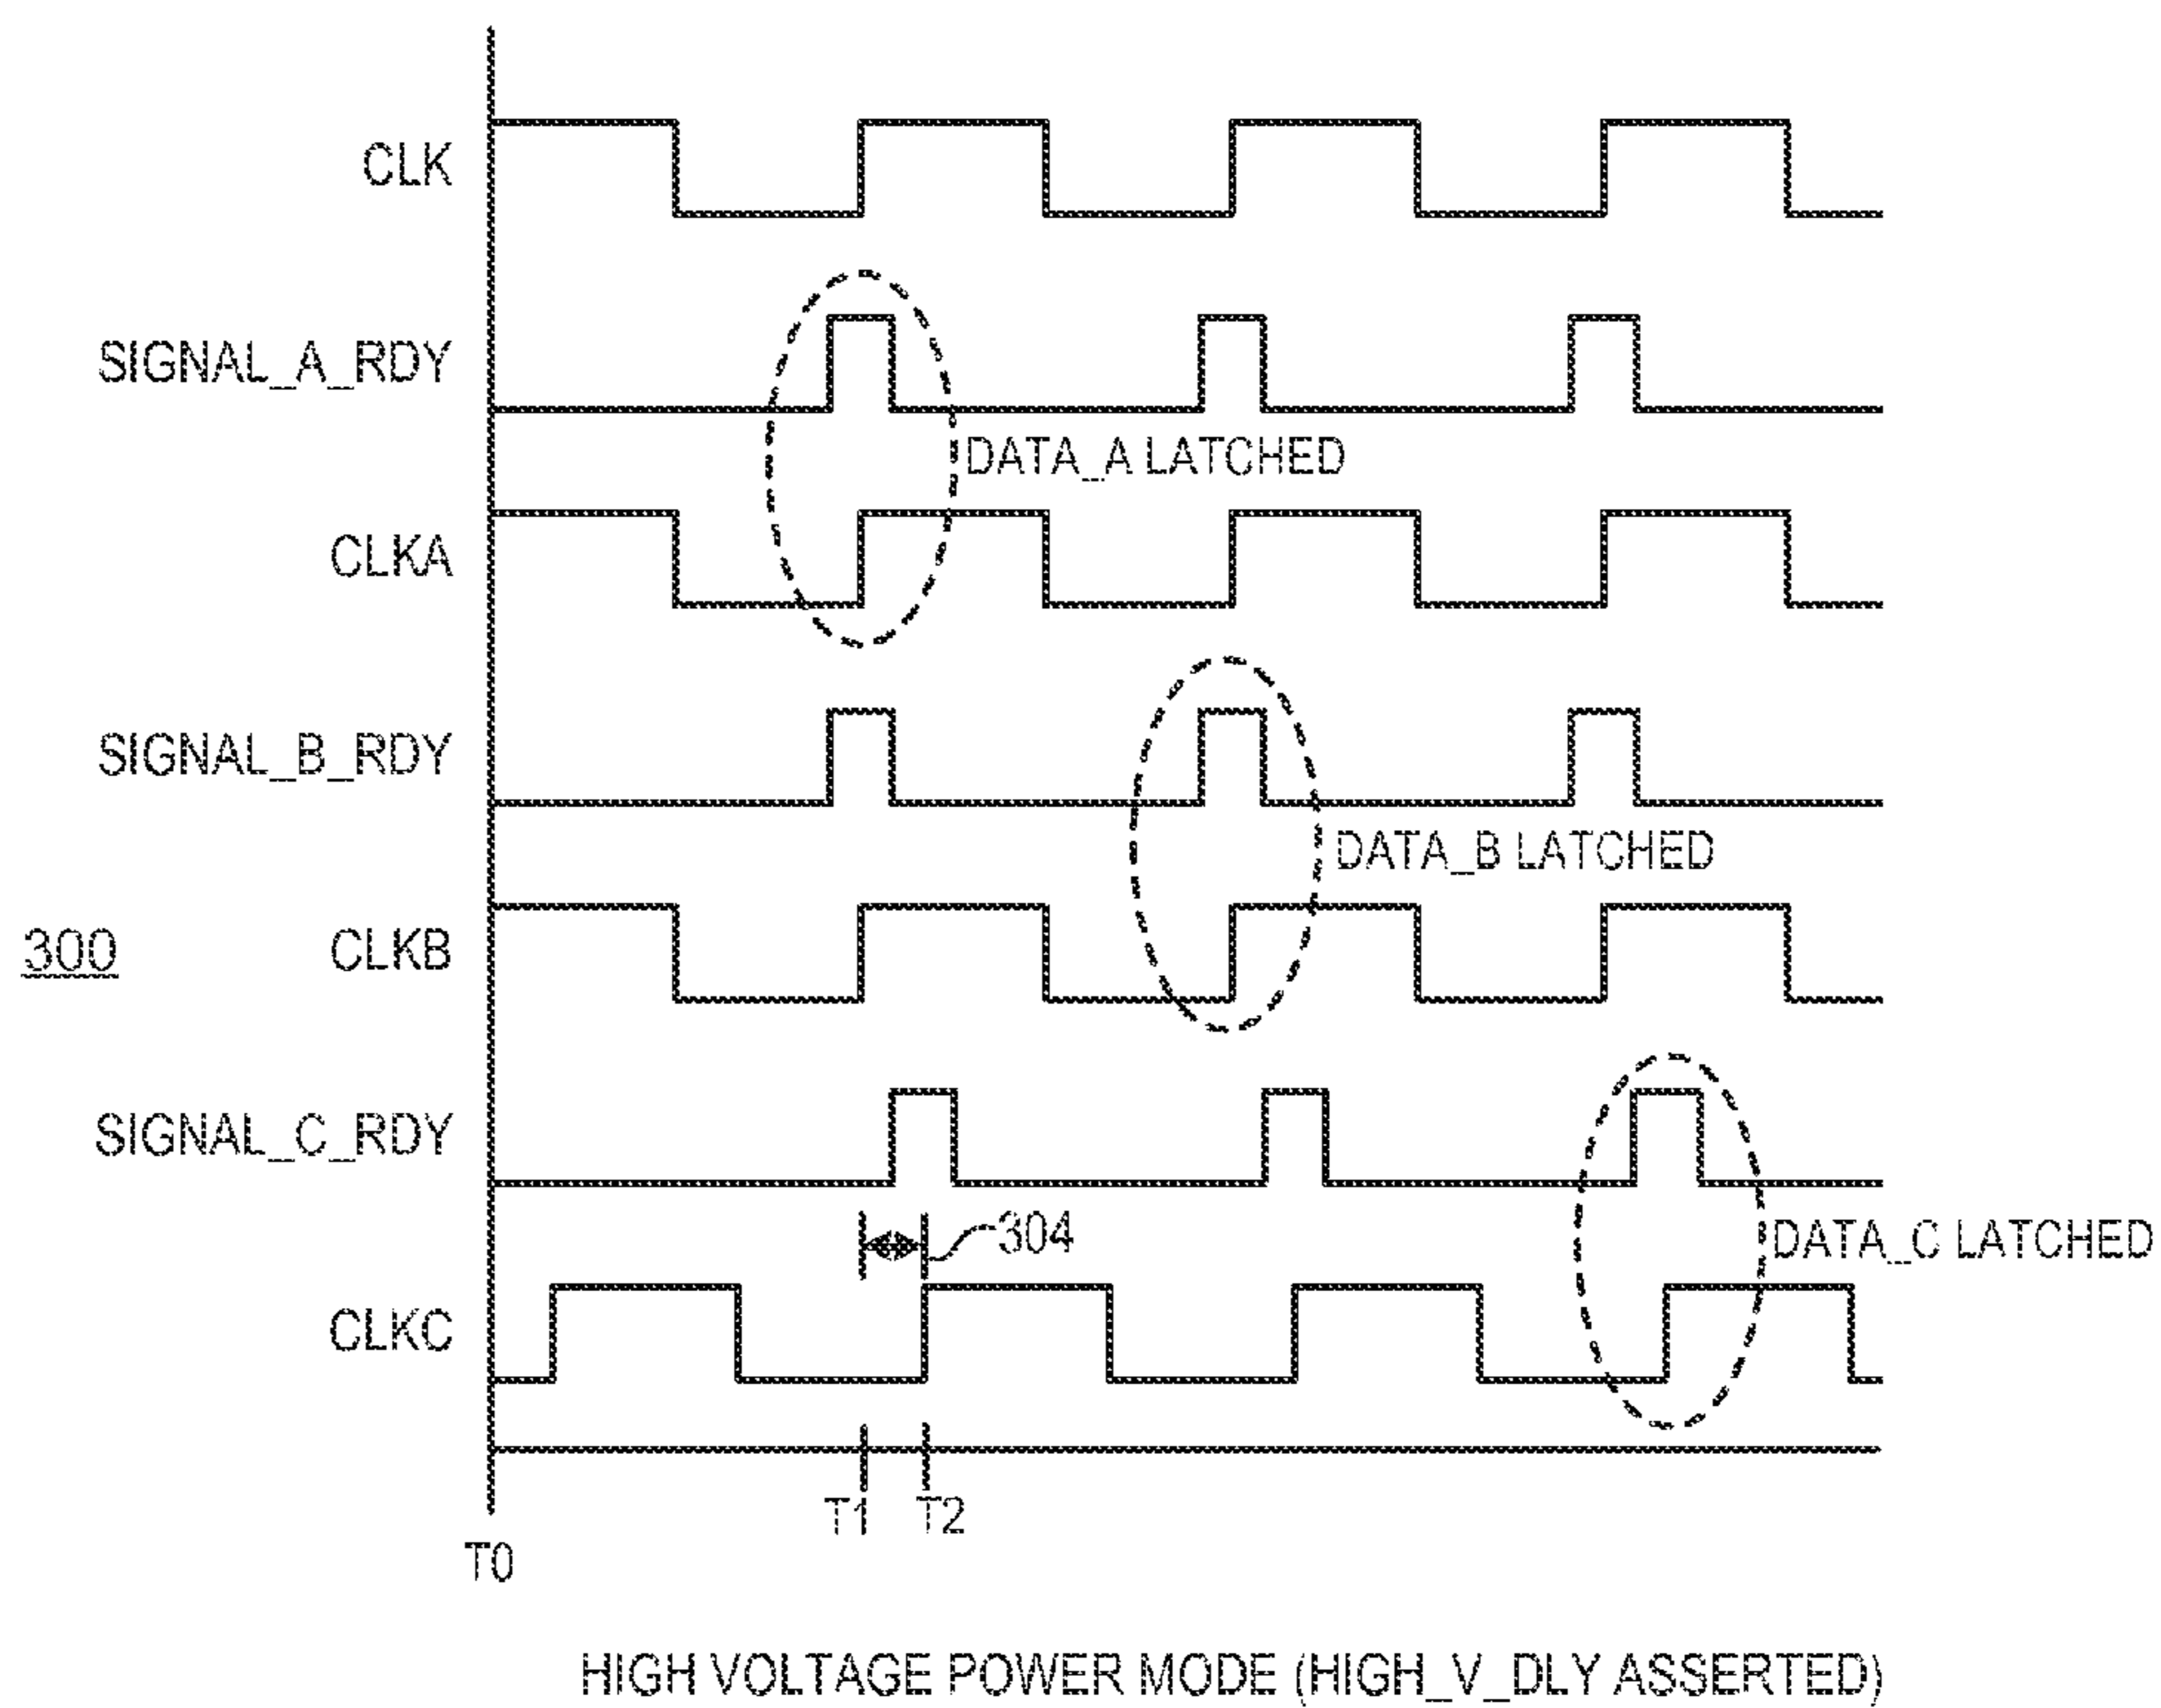 CLK
SIGNAL_A_RDY
DATA_A LATCHED
CLKA
SIGNAL_B_RDY
DATA_B LATCHED
300
CLKB
SIGNAL_C_RDY
304
DATA_C LATCHED
CLKC
T1 T2
T0
HIGH VOLTAGE POWER MODE (HIGH_V_DLY ASSERTED)